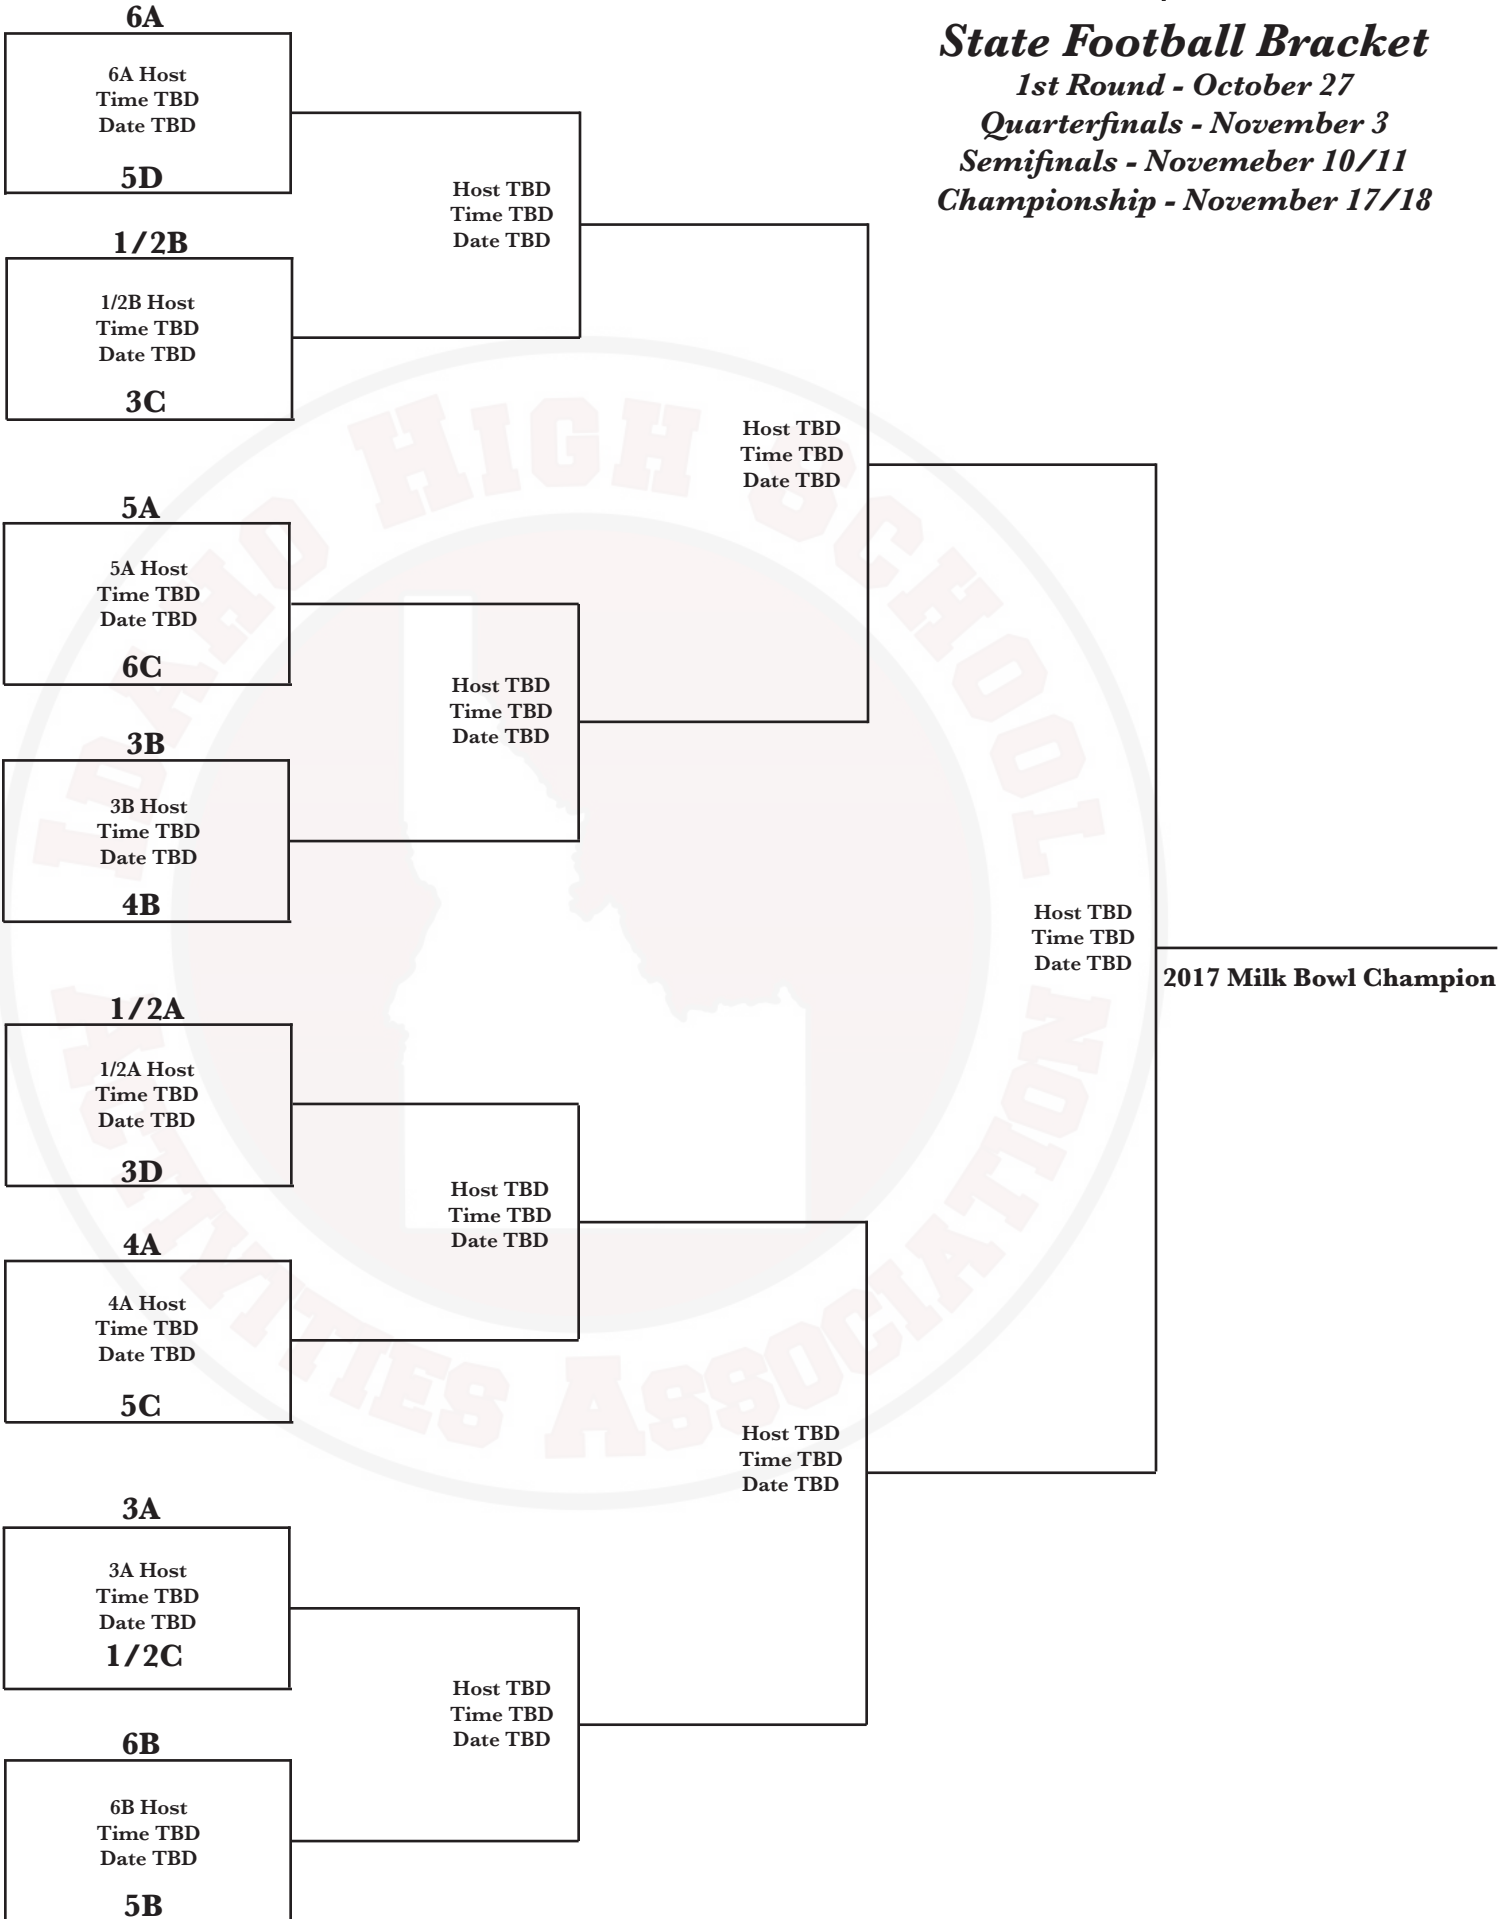 State Football Bracket
1st Round - October 27
Quarterfinals - November 3
Semifinals - Novemeber 10/11
Championship - November 17/18
6A
6A Host
Time TBD
Date TBD
5D
1/2B
1/2B Host
Time TBD
Date TBD
3C
Host TBD
Time TBD
Date TBD
5A
5A Host
Time TBD
Date TBD
6C
3B
3B Host
Time TBD
Date TBD
4B
Host TBD
Time TBD
Date TBD
Host TBD
Time TBD
Date TBD
1/2A
1/2A Host
Time TBD
Date TBD
3D
4A
4A Host
Time TBD
Date TBD
5C
Host TBD
Time TBD
Date TBD
3A
3A Host
Time TBD
Date TBD
1/2C
6B
6B Host
Time TBD
Date TBD
5B
Host TBD
Time TBD
Date TBD
Host TBD
Time TBD
Date TBD
Host TBD
Time TBD
Date TBD
2017 Milk Bowl Champion
IDAHO HIGH SCHOOL
ACTIVITIES ASSOCIATION